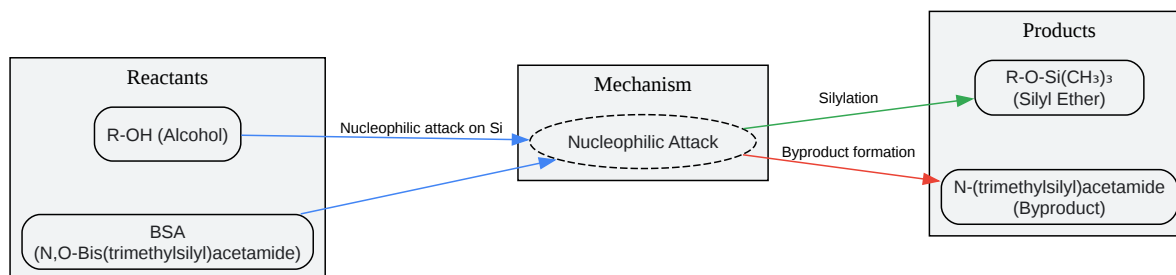 Reactants
R-OH (Alcohol)
BSA
(N,O-Bis(trimethylsilyl)acetamide)
Nucleophilic attack on Si
Mechanism
Nucleophilic Attack
Silylation
Byproduct formation
Products
R-O-Si(CH₃)₃
(Silyl Ether)
N-(trimethylsilyl)acetamide
(Byproduct)